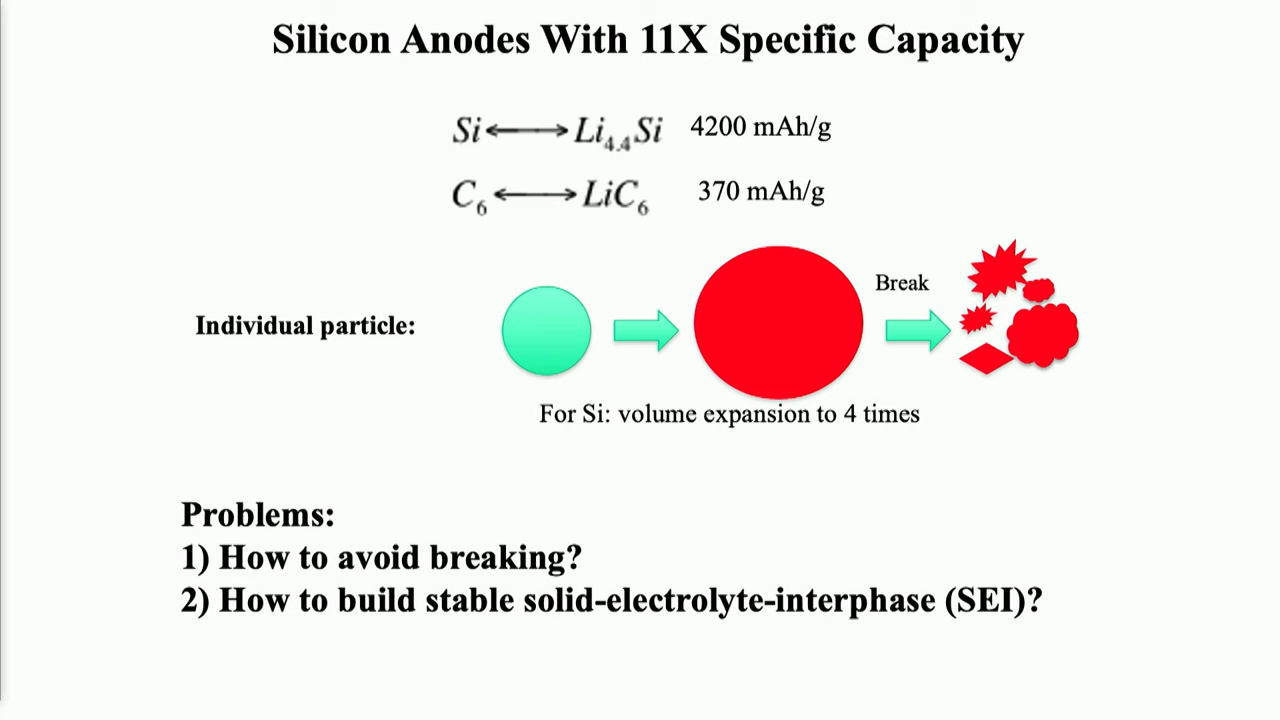 Silicon Anodes With 11X Specific Capacity
Si ⟷ Li₄.₄Si 4200 mAh/g
C₆ ⟷ LiC₆ 370 mAh/g
Break
Individual particle:
For Si: volume expansion to 4 times
Problems:
1) How to avoid breaking?
2) How to build stable solid-electrolyte-interphase (SEI)?